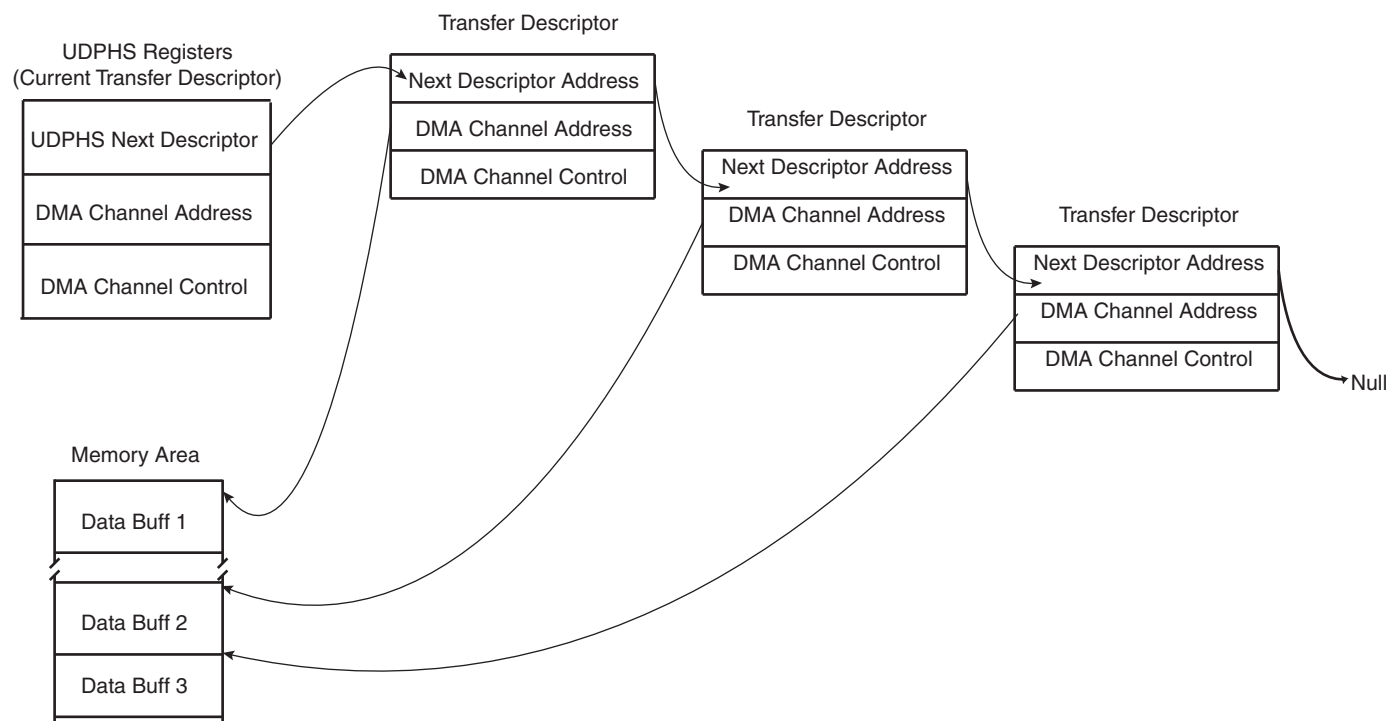 UDPHS Registers
(Current Transfer Descriptor)
UDPHS Next Descriptor
DMA Channel Address
DMA Channel Control
Transfer Descriptor
Next Descriptor Address
DMA Channel Address
DMA Channel Control
Transfer Descriptor
Next Descriptor Address
DMA Channel Address
DMA Channel Control
Transfer Descriptor
Next Descriptor Address
DMA Channel Address
DMA Channel Control
Null
Memory Area
Data Buff 1
Data Buff 2
Data Buff 3